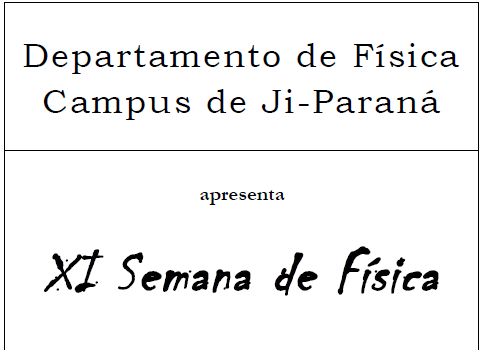 Departamento de Física
Campus de Ji-Paraná
apresenta
XI Semana de Física